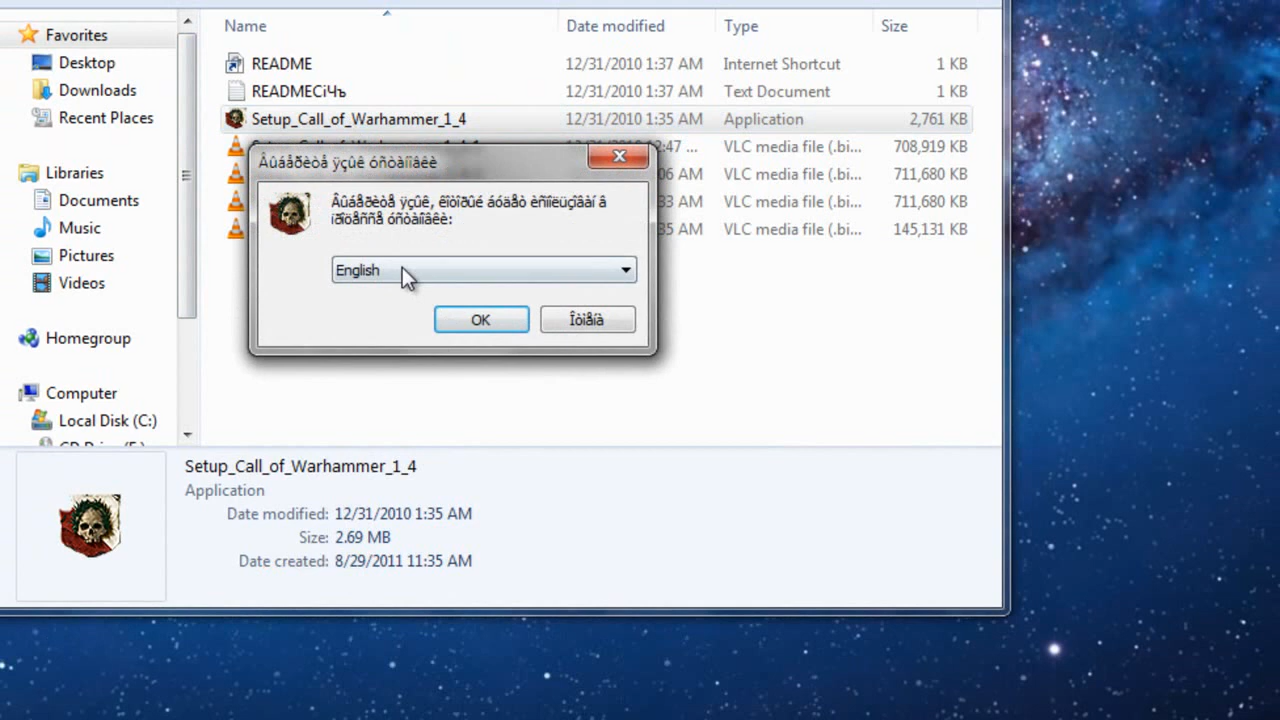 Favorites
Desktop
Downloads
Recent Places
Libraries
Documents
Music
Pictures
Videos
Homegroup
Computer
Local Disk (C:)
Name Date modified Type Size
README 12/31/2010 1:37 AM Internet Shortcut 1 KB
READMECiЧъ 12/31/2010 1:37 AM Text Document 1 KB
Setup_Call_of_Warhammer_1_4 12/31/2010 1:35 AM Application 2,761 KB
VLC media file (.bi... 708,919 KB
AM VLC media file (.bi... 711,680 KB
AM VLC media file (.bi... 711,680 KB
AM VLC media file (.bi... 145,131 KB
Âûáåðèòå ÿçûê óñòàíîâêè
Âûáåðèòå ÿçûê, êîòîðûé áóäåò èñïîëüçîâàí â
ïðîöåññå óñòàíîâêè:
English
OK Îòìåíà
Setup_Call_of_Warhammer_1_4
Application
Date modified: 12/31/2010 1:35 AM
Size: 2.69 MB
Date created: 8/29/2011 11:35 AM